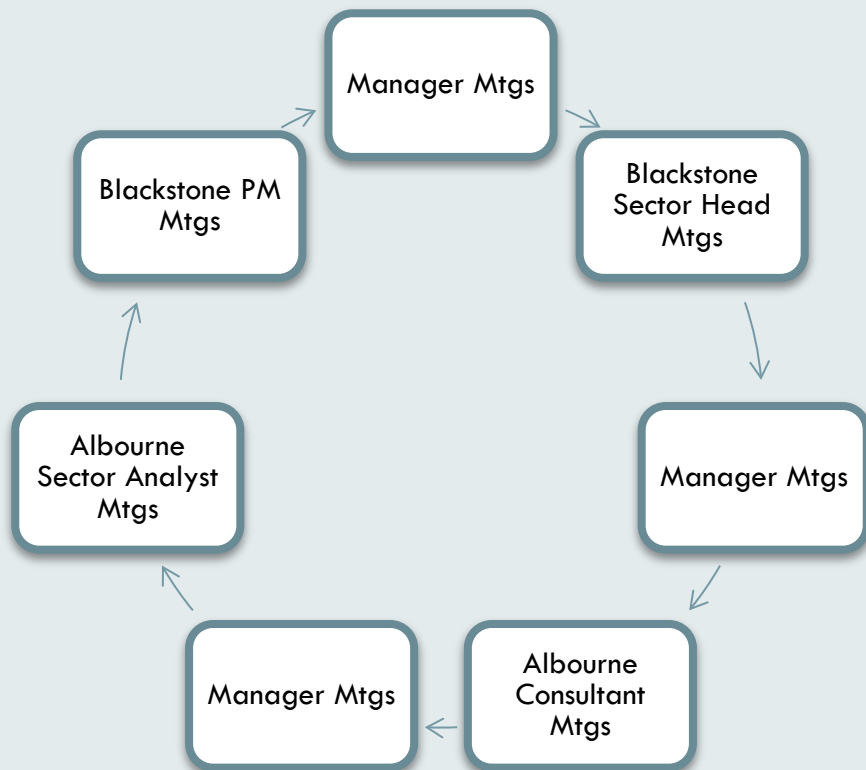 Manager Mtgs
Blackstone
Sector Head
Mtgs
Manager Mtgs
Albourne
Consultant
Mtgs
Manager Mtgs
Albourne
Sector Analyst
Mtgs
Blackstone PM
Mtgs